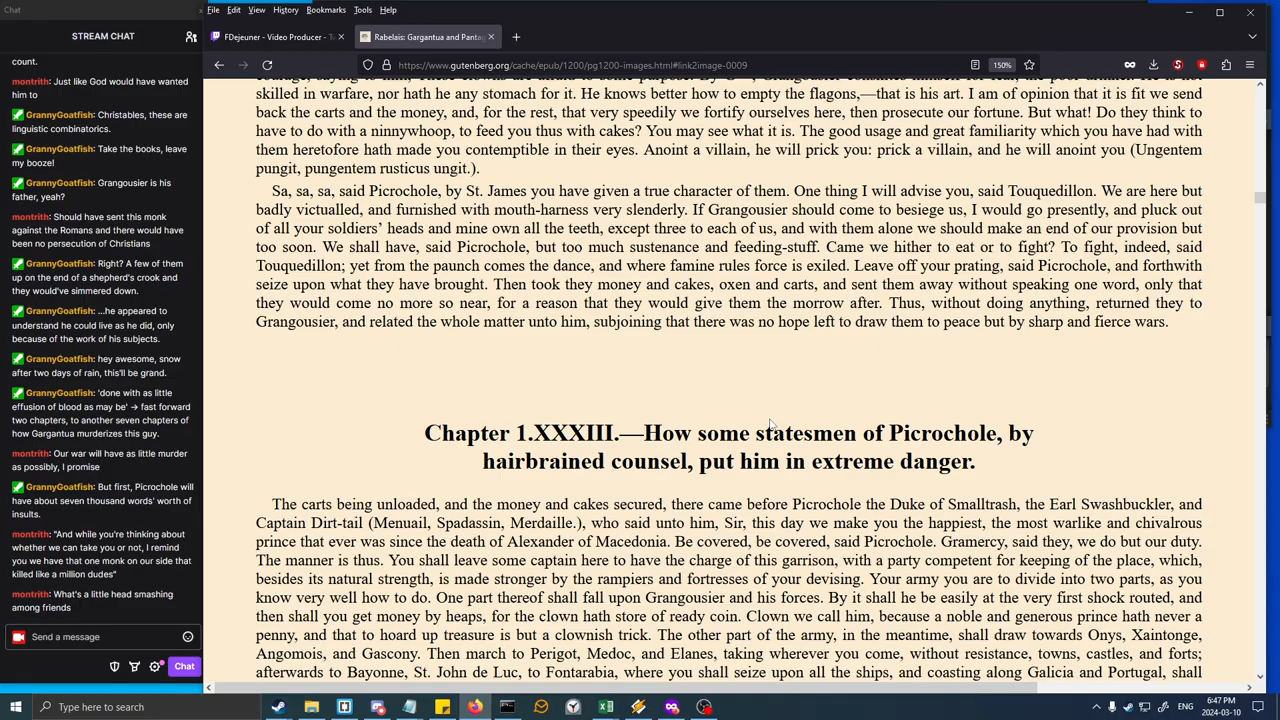 Chat
STREAM CHAT
count.
montrith: Just like God would have wanted
him to
GrannyGoatfish: Christables, these are
linguistic combinatorics.
GrannyGoatfish: Take the books, leave
my booze!
GrannyGoatfish: Grangousier is his
father, yeah?
montrith: Should have sent this monk
against the Romans and there would have
been no persecution of Christians
GrannyGoatfish: Right? A few of them
up on the end of a shepherd's crook and
they would've simmered down.
GrannyGoatfish: ...he appeared to
understand he could live as he did, only
because of the work of his subjects.
GrannyGoatfish: hey awesome, snow
after two days of rain, this'll be grand.
GrannyGoatfish: 'done with as little
effusion of blood as may be' → fast forward
two chapters, to another seven chapters of
how Gargantua murderizes this guy.
montrith: Our war will have as little murder
as possibly, I promise
GrannyGoatfish: But first, Picrochole will
have about seven thousand words' worth of
insults.
montrith: "And while you're thinking about
whether we can take you or not, I remind
you we have that one monk on our side that
killed like a million dudes"
montrith: What's a little head smashing
among friends
Send a message
Chat
File Edit View History Bookmarks Tools Help
FDejeuner - Video Producer - Tw
Rabelais: Gargantua and Pantag
https://www.gutenberg.org/cache/epub/1200/pg1200-images.html#link2image-0009
150%
skilled in warfare, nor hath he any stomach for it. He knows better how to empty the flagons,—that is his art. I am of opinion that it is fit we send
back the carts and the money, and, for the rest, that very speedily we fortify ourselves here, then prosecute our fortune. But what! Do they think to
have to do with a ninnywhoop, to feed you thus with cakes? You may see what it is. The good usage and great familiarity which you have had with
them heretofore hath made you contemptible in their eyes. Anoint a villain, he will prick you: prick a villain, and he will anoint you (Ungentem
pungit, pungentem rusticus ungit.).
Sa, sa, sa, said Picrochole, by St. James you have given a true character of them. One thing I will advise you, said Touquedillon. We are here but
badly victualled, and furnished with mouth-harness very slenderly. If Grangousier should come to besiege us, I would go presently, and pluck out
of all your soldiers' heads and mine own all the teeth, except three to each of us, and with them alone we should make an end of our provision but
too soon. We shall have, said Picrochole, but too much sustenance and feeding-stuff. Came we hither to eat or to fight? To fight, indeed, said
Touquedillon; yet from the paunch comes the dance, and where famine rules force is exiled. Leave off your prating, said Picrochole, and forthwith
seize upon what they have brought. Then took they money and cakes, oxen and carts, and sent them away without speaking one word, only that
they would come no more so near, for a reason that they would give them the morrow after. Thus, without doing anything, returned they to
Grangousier, and related the whole matter unto him, subjoining that there was no hope left to draw them to peace but by sharp and fierce wars.
Chapter 1.XXXIII.—How some statesmen of Picrochole, by
hairbrained counsel, put him in extreme danger.
The carts being unloaded, and the money and cakes secured, there came before Picrochole the Duke of Smalltrash, the Earl Swashbuckler, and
Captain Dirt-tail (Menuail, Spadassin, Merdaille.), who said unto him, Sir, this day we make you the happiest, the most warlike and chivalrous
prince that ever was since the death of Alexander of Macedonia. Be covered, be covered, said Picrochole. Gramercy, said they, we do but our duty.
The manner is thus. You shall leave some captain here to have the charge of this garrison, with a party competent for keeping of the place, which,
besides its natural strength, is made stronger by the rampiers and fortresses of your devising. Your army you are to divide into two parts, as you
know very well how to do. One part thereof shall fall upon Grangousier and his forces. By it shall he be easily at the very first shock routed, and
then shall you get money by heaps, for the clown hath store of ready coin. Clown we call him, because a noble and generous prince hath never a
penny, and that to hoard up treasure is but a clownish trick. The other part of the army, in the meantime, shall draw towards Onys, Xaintonge,
Angomois, and Gascony. Then march to Perigot, Medoc, and Elanes, taking wherever you come, without resistance, towns, castles, and forts;
afterwards to Bayonne, St. John de Luc, to Fontarabia, where you shall seize upon all the ships, and coasting along Galicia and Portugal, shall
Type here to search
6:47 PM
2024-03-10